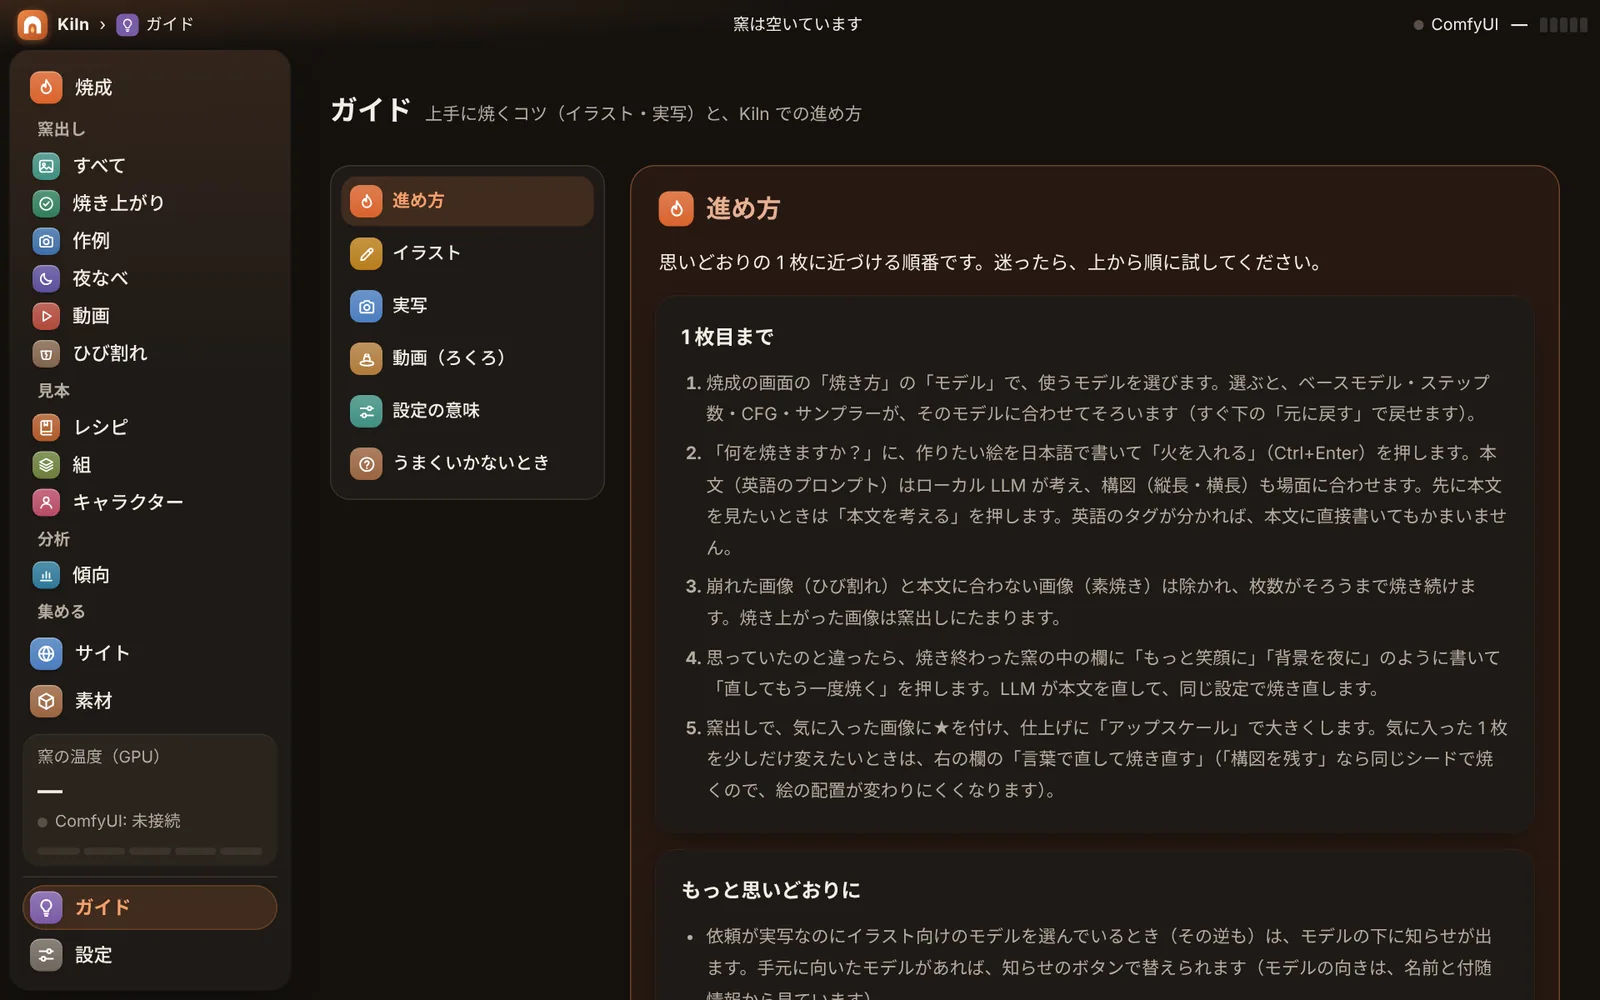 Kiln › ガイド
窯は空いています
ComfyUI —
焼成
窯出し
すべて
焼き上がり
作例
夜なべ
動画
ひび割れ
見本
レシピ
組
キャラクター
分析
傾向
集める
サイト
素材
窯の温度（GPU）
—
ComfyUI: 未接続
ガイド
設定
ガイド 上手に焼くコツ（イラスト・実写）と、Kiln での進め方
進め方
イラスト
実写
動画（ろくろ）
設定の意味
うまくいかないとき
進め方
思いどおりの 1 枚に近づける順番です。迷ったら、上から順に試してください。
1 枚目まで
1. 焼成の画面の「焼き方」の「モデル」で、使うモデルを選びます。選ぶと、ベースモデル・ステップ
数・CFG・サンプラーが、そのモデルに合わせてそろいます（すぐ下の「元に戻す」で戻せます）。
2. 「何を焼きますか？」に、作りたい絵を日本語で書いて「火を入れる」（Ctrl+Enter）を押します。本
文（英語のプロンプト）はローカル LLM が考え、構図（縦長・横長）も場面に合わせます。先に本文
を見たいときは「本文を考える」を押します。英語のタグが分かれば、本文に直接書いてもかまいませ
ん。
3. 崩れた画像（ひび割れ）と本文に合わない画像（素焼き）は除かれ、枚数がそろうまで焼き続けま
す。焼き上がった画像は窯出しにたまります。
4. 思っていたのと違ったら、焼き終わった窯の中の欄に「もっと笑顔に」「背景を夜に」のように書いて
「直してもう一度焼く」を押します。LLM が本文を直して、同じ設定で焼き直します。
5. 窯出しで、気に入った画像に★を付け、仕上げに「アップスケール」で大きくします。気に入った 1 枚
を少しだけ変えたいときは、右の欄の「言葉で直して焼き直す」（「構図を残す」なら同じシードで焼
くので、絵の配置が変わりにくくなります）。
もっと思いどおりに
• 依頼が実写なのにイラスト向けのモデルを選んでいるとき（その逆も）は、モデルの下に知らせが出
ます。手元に向いたモデルがあれば、知らせのボタンで替えられます（モデルの向きは、名前と付随
情報から見ています）。